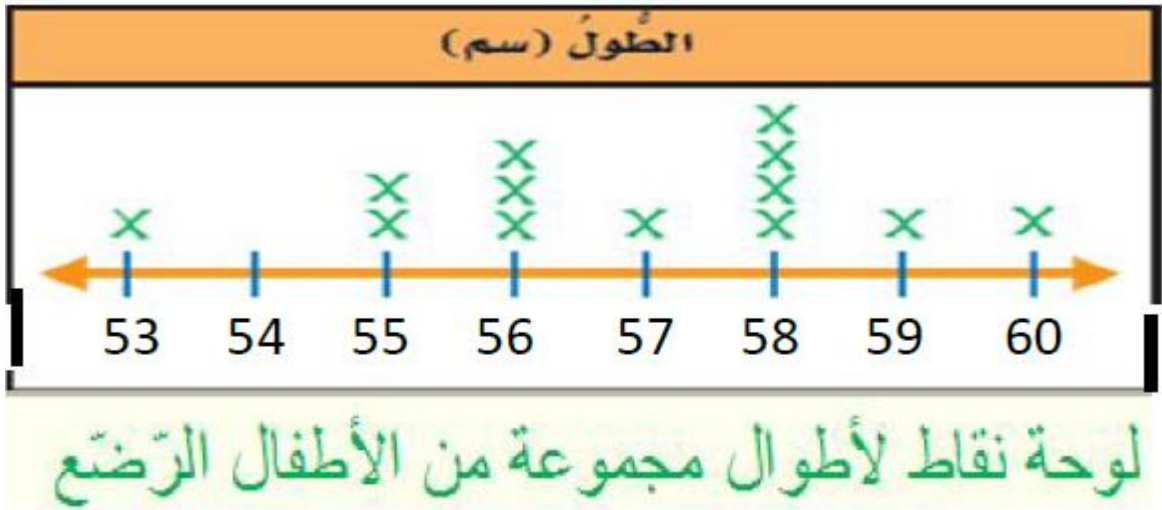 الطُّولُ (سم)
53 54 55 56 57 58 59 60
لوحة نقاط لأطوال مجموعة من الأطفال الرّضّع